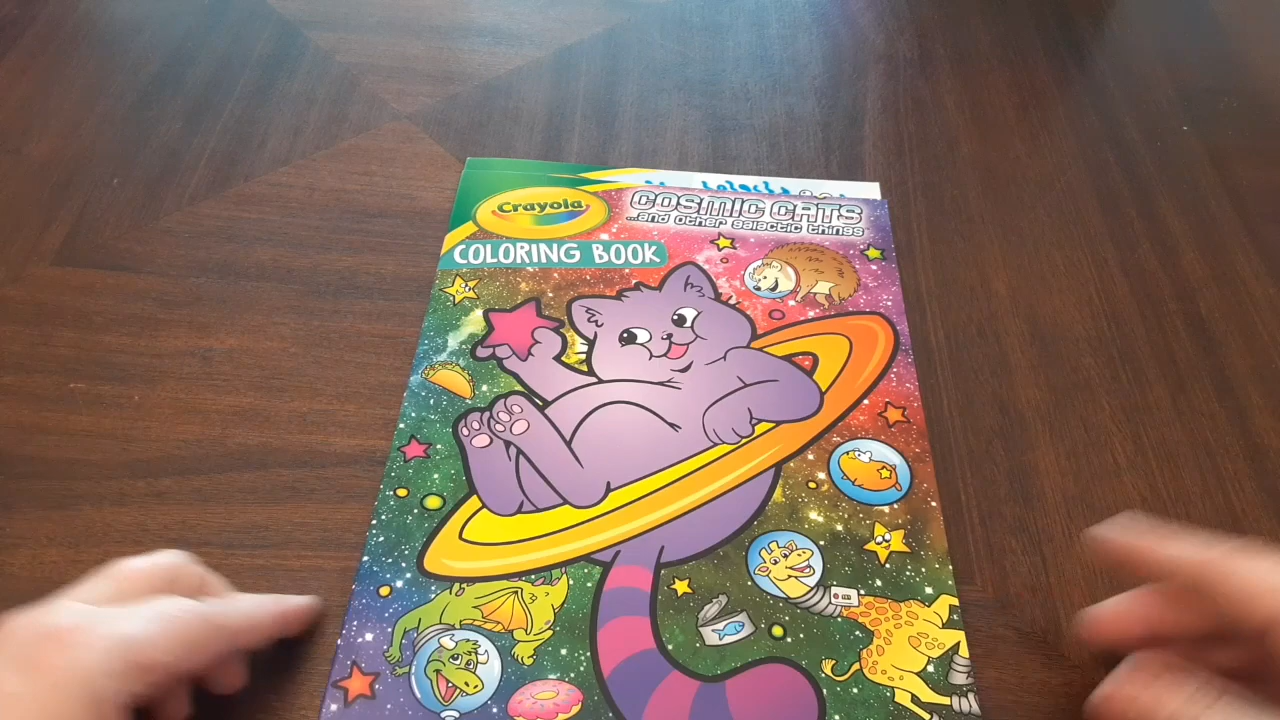 Crayola
COSMIC CATS
...and other galactic things
COLORING BOOK